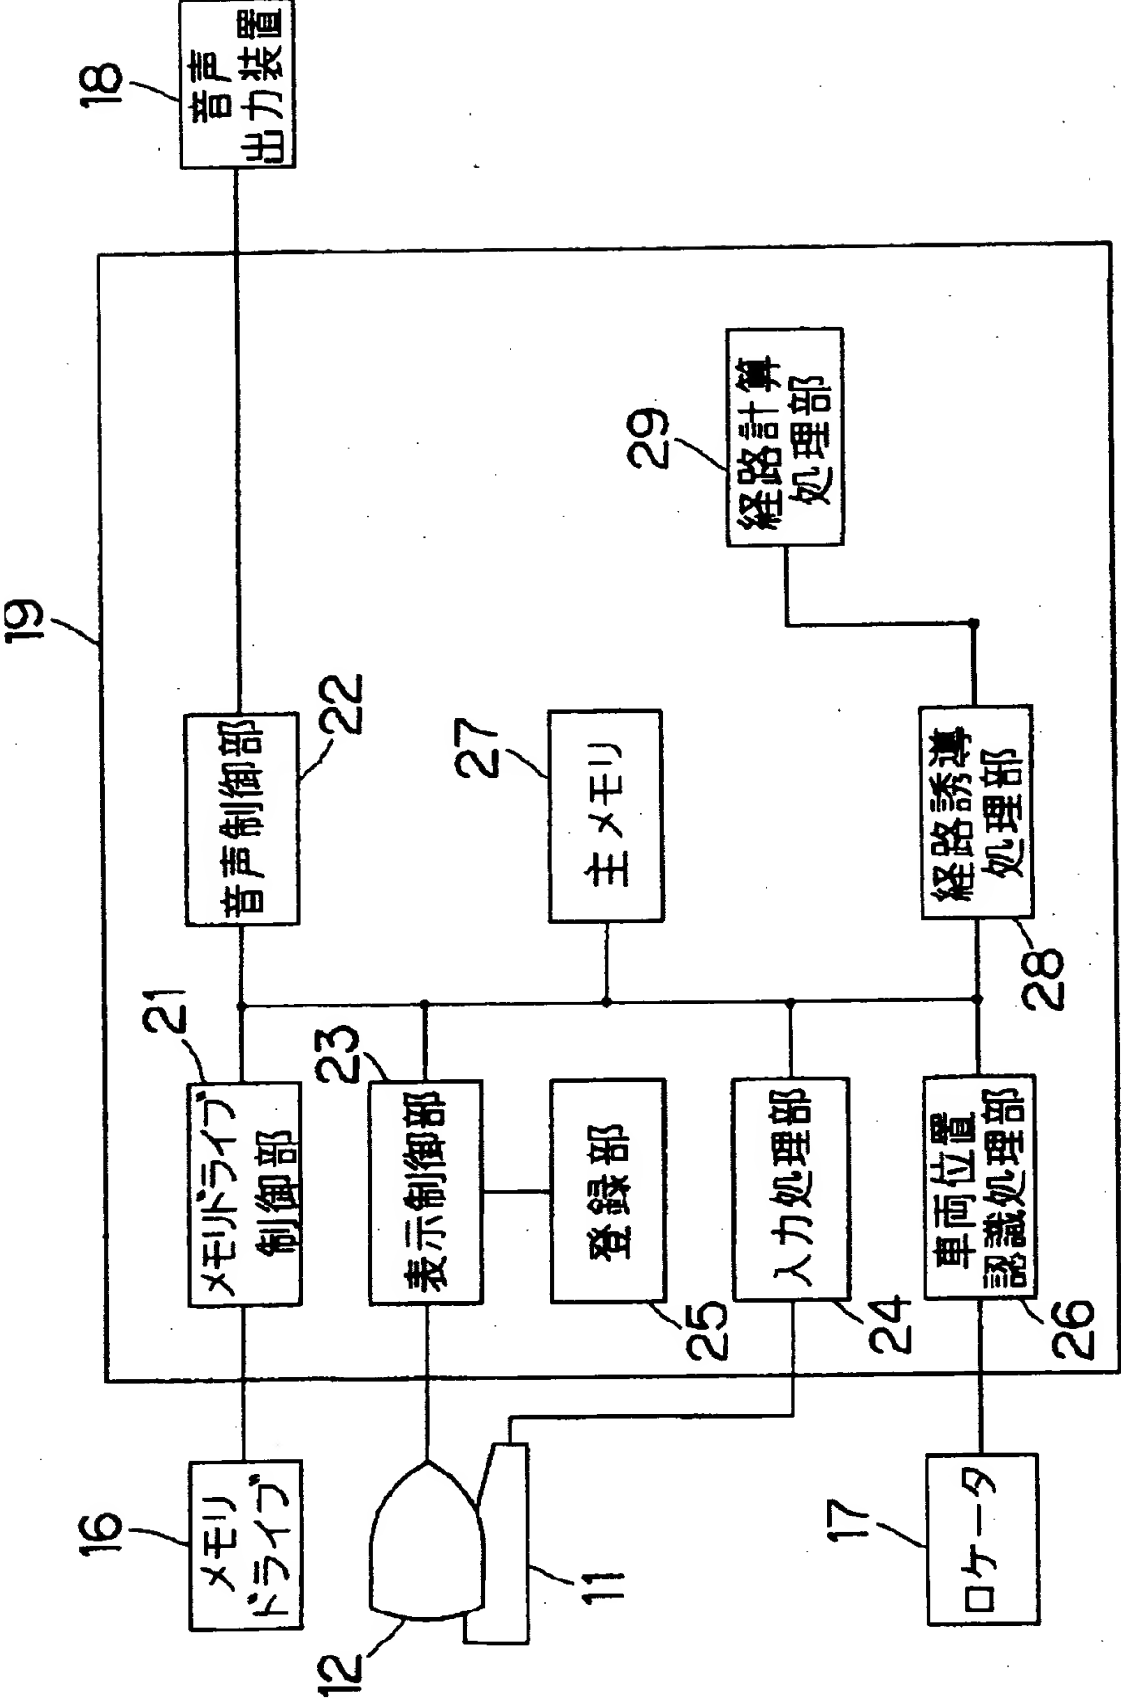 16
メモリ
ドライブ
12
11
17
ロケータ
19
21
メモリドライブ
制御部
23
表示制御部
25
登録部
24
入力処理部
26
車両位置
認識処理部
22
音声制御部
27
主メモリ
28
経路誘導
処理部
29
経路計算
処理部
18
音声
出力装置